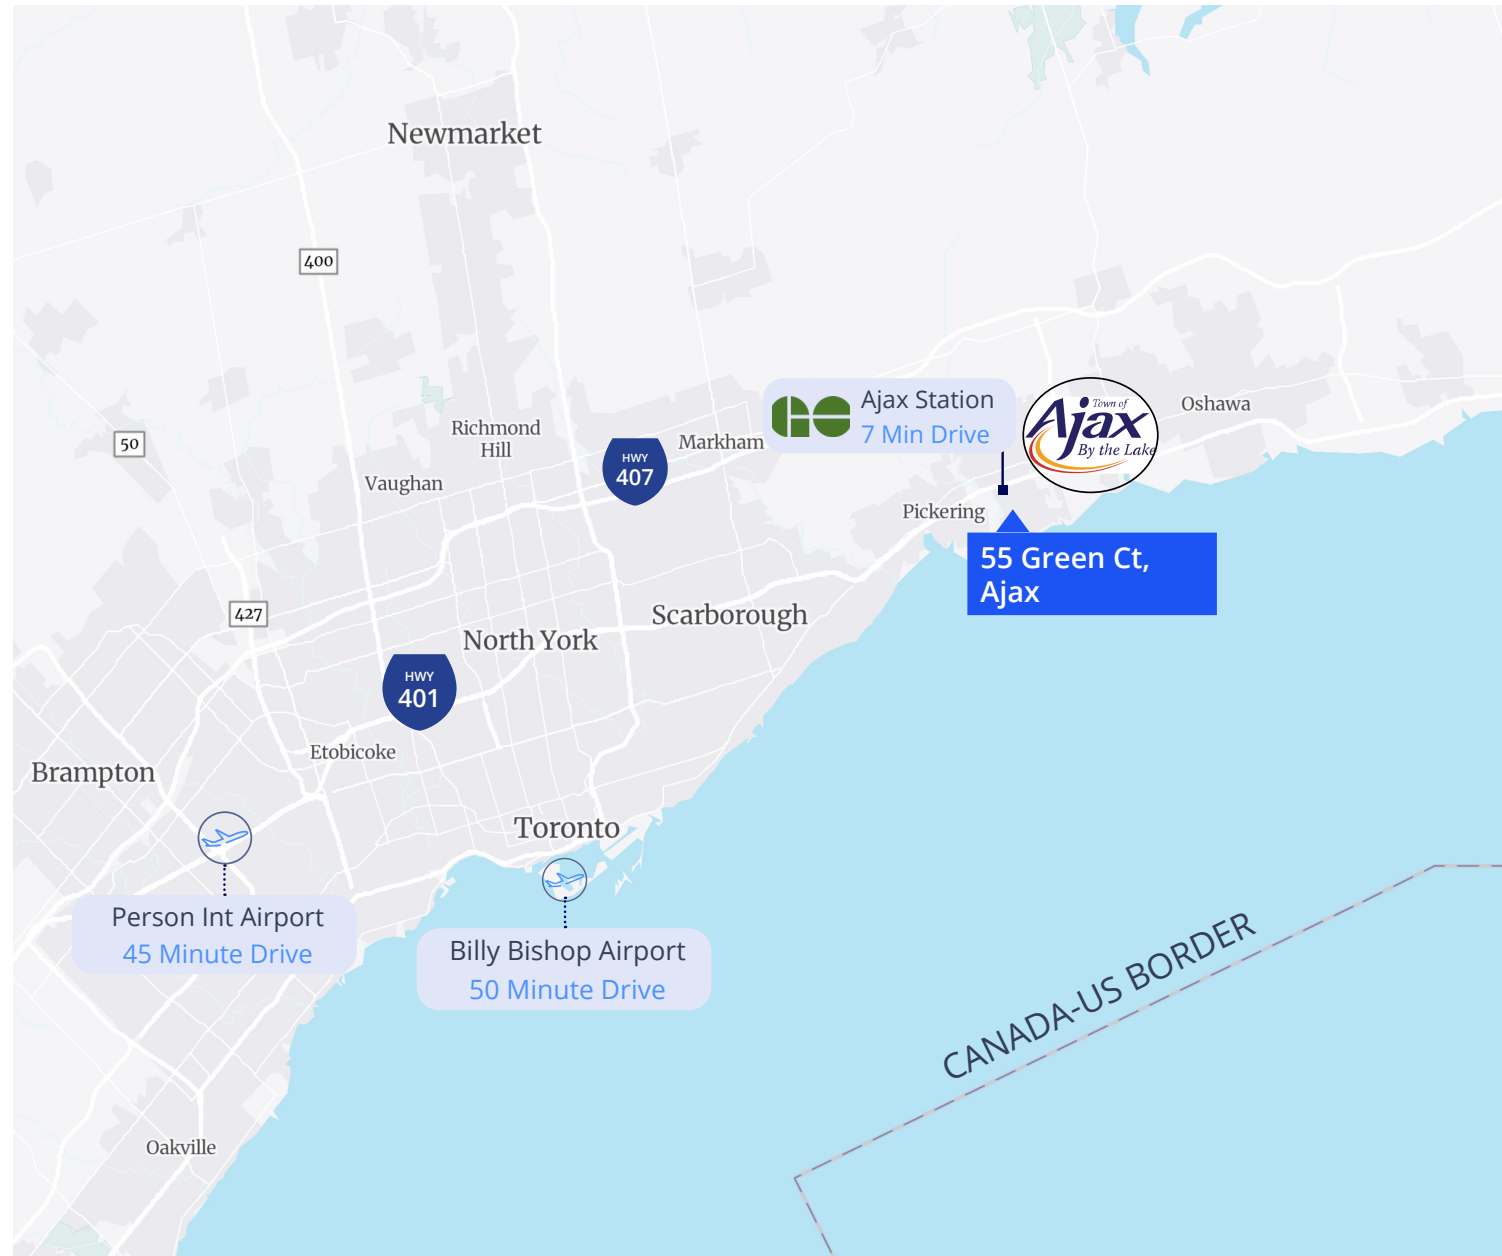 Newmarket
400
50
Richmond
Hill
HWY
407
Markham
Ajax Station
7 Min Drive
Town of
Ajax
By the Lake
Oshawa
Vaughan
Pickering
55 Green Ct,
Ajax
427
North York
Scarborough
HWY
401
Etobicoke
Brampton
Toronto
Person Int Airport
45 Minute Drive
Billy Bishop Airport
50 Minute Drive
CANADA-US BORDER
Oakville